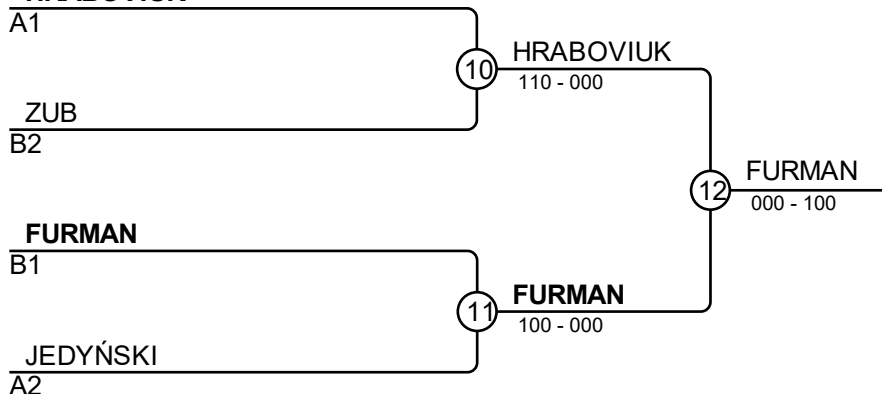 A1
10
HRABOVIUK
110 - 000
ZUB
B2
12
FURMAN
000 - 100
FURMAN
B1
11
FURMAN
100 - 000
JEDYŃSKI
A2